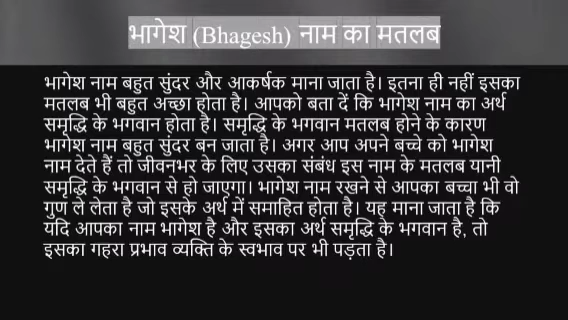 भागेश (Bhagesh) नाम का मतलब
भागेश नाम बहुत सुंदर और आकर्षक माना जाता है। इतना ही नहीं इसका
मतलब भी बहुत अच्छा होता है। आपको बता दें कि भागेश नाम का अर्थ
समृद्धि के भगवान होता है। समृद्धि के भगवान मतलब होने के कारण
भागेश नाम बहुत सुंदर बन जाता है। अगर आप अपने बच्चे को भागेश
नाम देते हैं तो जीवनभर के लिए उसका संबंध इस नाम के मतलब यानी
समृद्धि के भगवान से हो जाएगा। भागेश नाम रखने से आपका बच्चा भी वो
गुण ले लेता है जो इसके अर्थ में समाहित होता है। यह माना जाता है कि
यदि आपका नाम भागेश है और इसका अर्थ समृद्धि के भगवान है, तो
इसका गहरा प्रभाव व्यक्ति के स्वभाव पर भी पड़ता है।